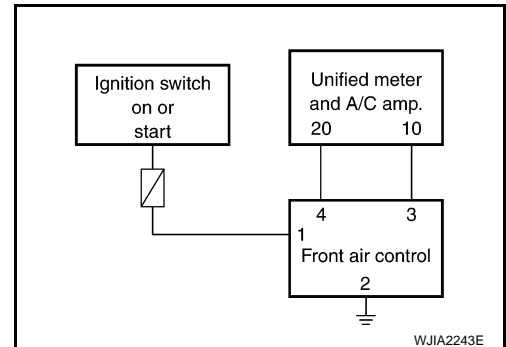 Ignition switch
on or
start
Unified meter
and A/C amp.
20 10
4 3
1
Front air control
2
WJIA2243E